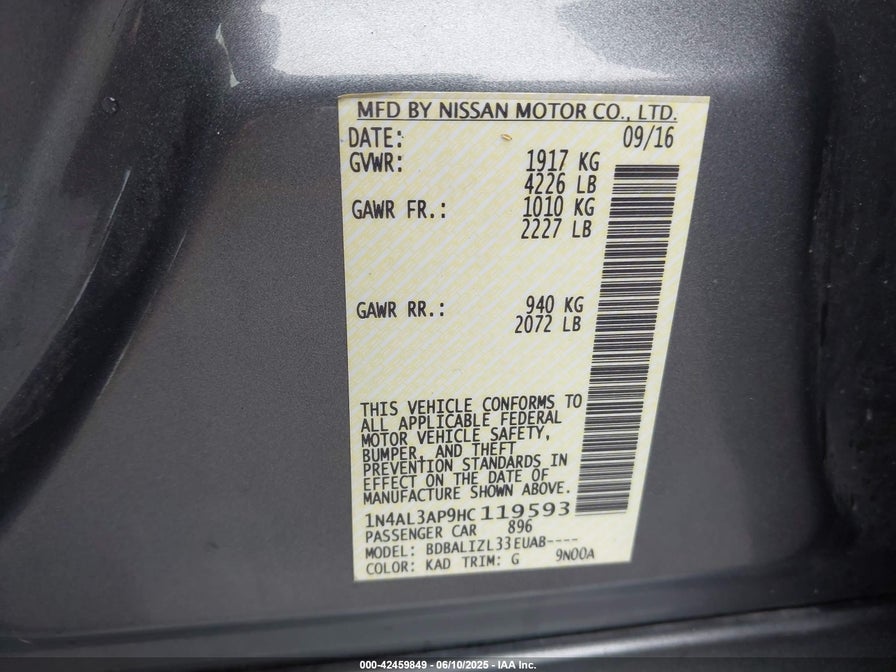 MFD BY NISSAN MOTOR CO., LTD.
DATE: 09/16
GVWR: 1917 KG
4226 LB
GAWR FR.: 1010 KG
2227 LB
GAWR RR.: 940 KG
2072 LB
THIS VEHICLE CONFORMS TO
ALL APPLICABLE FEDERAL
MOTOR VEHICLE SAFETY,
BUMPER, AND THEFT
PREVENTION STANDARDS IN
EFFECT ON THE DATE OF
MANUFACTURE SHOWN ABOVE.
1N4AL3AP9HC119593
PASSENGER CAR 896
MODEL: BDBALIZL33EUAB----
COLOR: KAD TRIM: G 9N00A
000-42459849 - 06/10/2025 - IAA Inc.